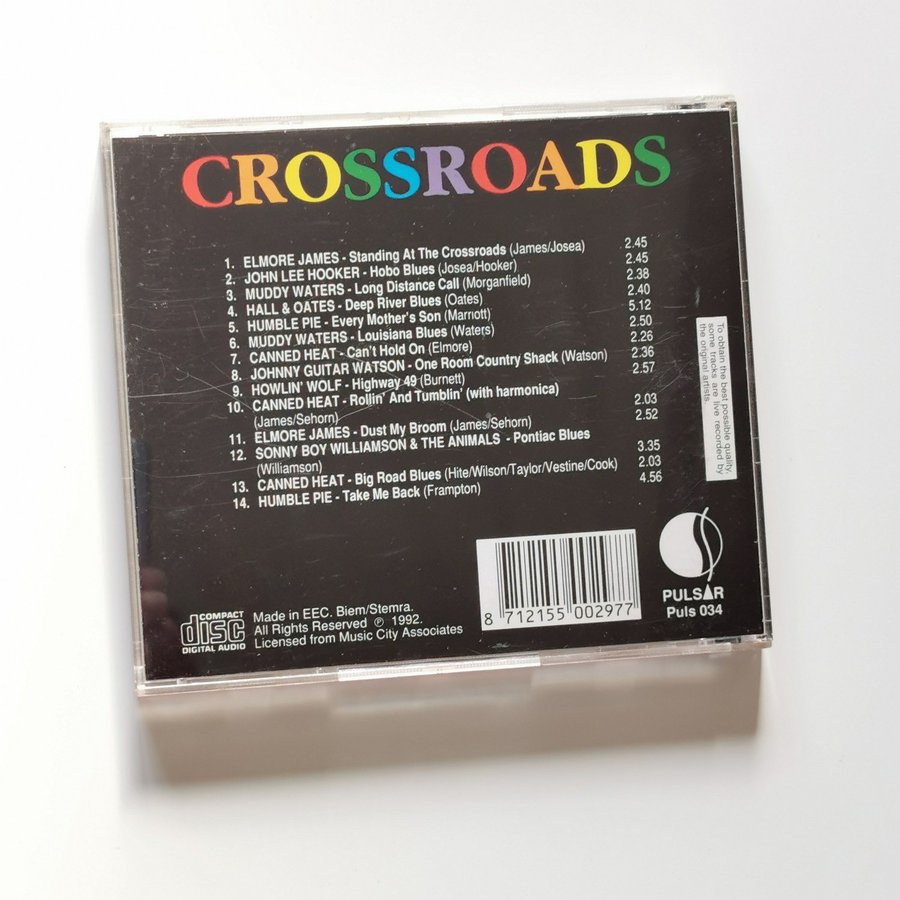 CROSSROADS
1. ELMORE JAMES - Standing At The Crossroads (James/Josea) 2.45
2. JOHN LEE HOOKER - Hobo Blues (Josea/Hooker) 2.45
3. MUDDY WATERS - Long Distance Call (Morganfield) 2.38
4. HALL & OATES - Deep River Blues (Oates) 2.40
5. HUMBLE PIE - Every Mother's Son (Marriott) 5.12
6. MUDDY WATERS - Louisiana Blues (Waters) 2.50
7. CANNED HEAT - Can't Hold On (Elmore) 2.26
8. JOHNNY GUITAR WATSON - One Room Country Shack (Watson) 2.36
9. HOWLIN' WOLF - Highway 49 (Burnett) 2.57
10. CANNED HEAT - Rollin' And Tumblin' (with harmonica)
(James/Sehorn) 2.03
11. ELMORE JAMES - Dust My Broom (James/Sehorn) 2.52
12. SONNY BOY WILLIAMSON & THE ANIMALS - Pontiac Blues
(Williamson) 3.35
13. CANNED HEAT - Big Road Blues (Hite/Wilson/Taylor/Vestine/Cook) 2.03
14. HUMBLE PIE - Take Me Back (Frampton) 4.56
To obtain the best possible quality,
some tracks are live recorded by
the original artists.
COMPACT
disc
DIGITAL AUDIO
Made in EEC. Biem/Stemra.
All Rights Reserved ℗ 1992.
Licensed from Music City Associates
8 712155 002977
PULSAR
Puls 034